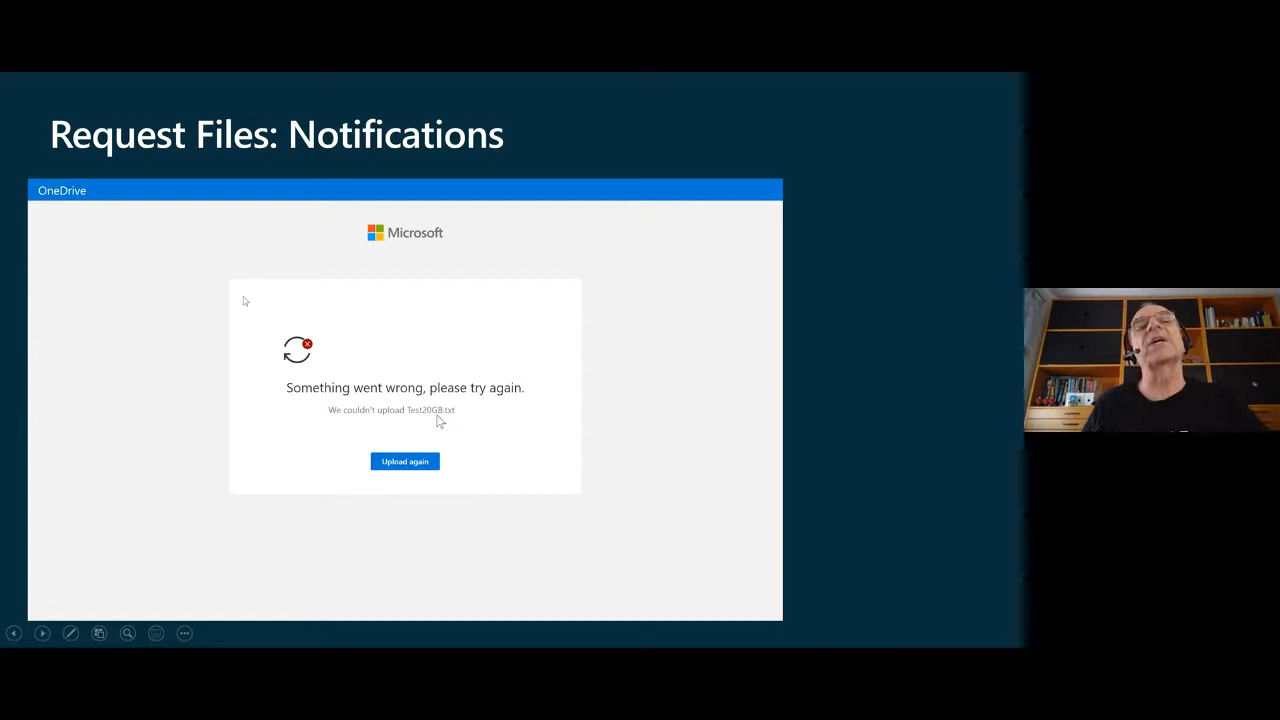 Request Files: Notifications
OneDrive
Microsoft
Something went wrong, please try again.
We couldn't upload Test20GB.txt
Upload again